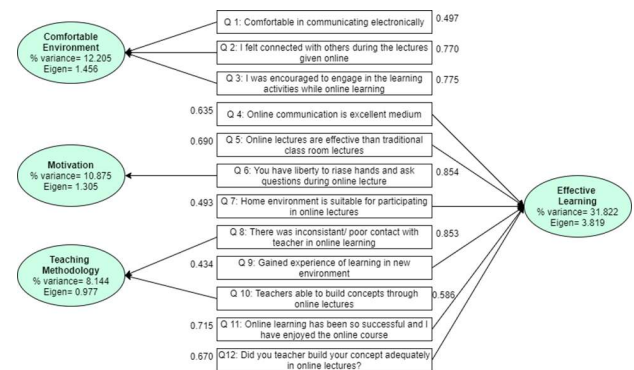 Comfortable
Environment
% variance= 12.205
Eigen= 1.456
Motivation
% variance= 10.875
Eigen= 1.305
Teaching
Methodology
% variance= 8.144
Eigen= 0.977
Q 1: Comfortable in communicating electronically
0.497
Q 2: I felt connected with others during the lectures
given online
0.770
Q 3: I was encouraged to engage in the learning
activities while online learning
0.775
0.635
Q 4: Online communication is excellent medium
0.690
Q 5: Online lectures are effective than traditional
class room lectures
Q 6: You have liberty to riase hands and ask
questions during online lecture
0.854
0.493
Q 7: Home environment is suitable for participating
in online lectures
Q 8: There was inconsistent/ poor contact with
teacher in online learning
0.853
0.434
Q 9: Gained experience of learning in new
environment
Q 10: Teachers able to build concepts through
online lectures
0.586
0.715
Q 11: Online learning has been so successful and I
have enjoyed the online course
0.670
Q12: Did you teacher build your concept adequately
in online lectures?
Effective
Learning
% variance= 31.822
Eigen= 3.819